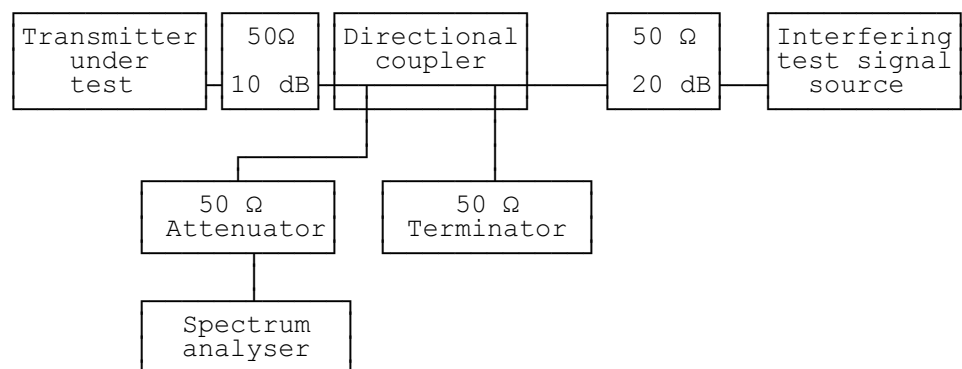 Transmitter
under
test
50Ω
10 dB
Directional
coupler
50 Ω
20 dB
Interfering
test signal
source
50 Ω
Attenuator
50 Ω
Terminator
Spectrum
analyser